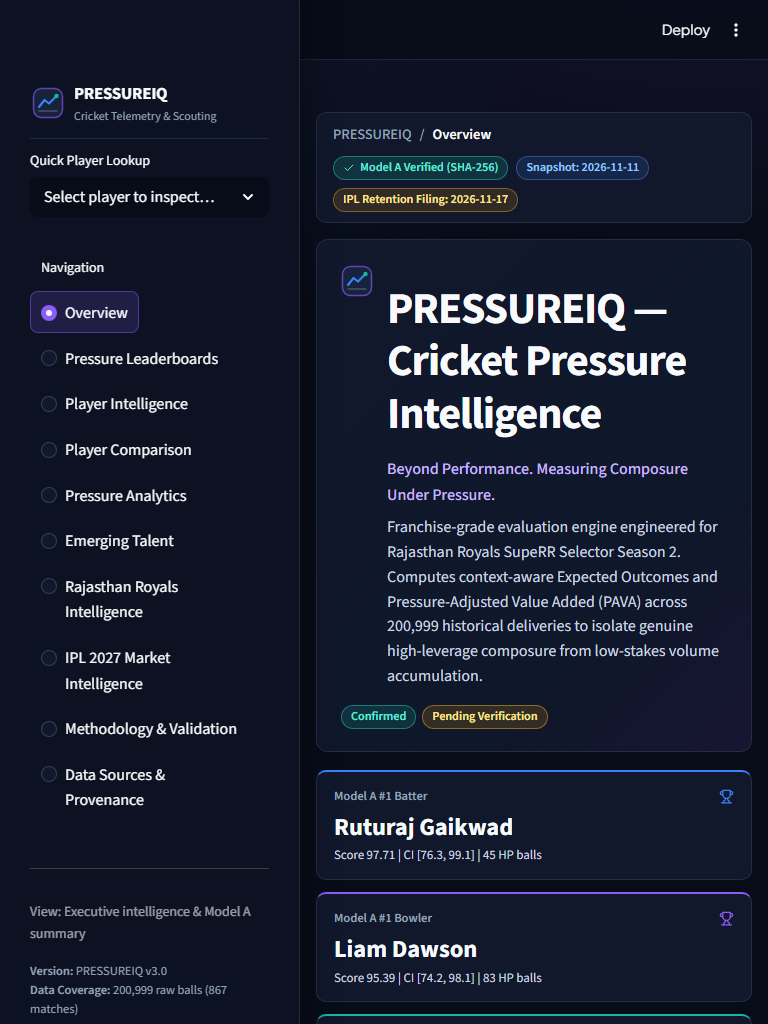 Deploy
PRESSUREIQ
Cricket Telemetry & Scouting
Quick Player Lookup
Select player to inspect...
Navigation
Overview
Pressure Leaderboards
Player Intelligence
Player Comparison
Pressure Analytics
Emerging Talent
Rajasthan Royals
Intelligence
IPL 2027 Market
Intelligence
Methodology & Validation
Data Sources &
Provenance
View: Executive intelligence & Model A
summary
Version: PRESSUREIQ v3.0
Data Coverage: 200,999 raw balls (867
matches)
PRESSUREIQ / Overview
✓ Model A Verified (SHA-256)
Snapshot: 2026-11-11
IPL Retention Filing: 2026-11-17
PRESSUREIQ —
Cricket Pressure
Intelligence
Beyond Performance. Measuring Composure
Under Pressure.
Franchise-grade evaluation engine engineered for
Rajasthan Royals SupeRR Selector Season 2.
Computes context-aware Expected Outcomes and
Pressure-Adjusted Value Added (PAVA) across
200,999 historical deliveries to isolate genuine
high-leverage composure from low-stakes volume
accumulation.
Confirmed
Pending Verification
Model A #1 Batter
Ruturaj Gaikwad
Score 97.71 | CI [76.3, 99.1] | 45 HP balls
Model A #1 Bowler
Liam Dawson
Score 95.39 | CI [74.2, 98.1] | 83 HP balls